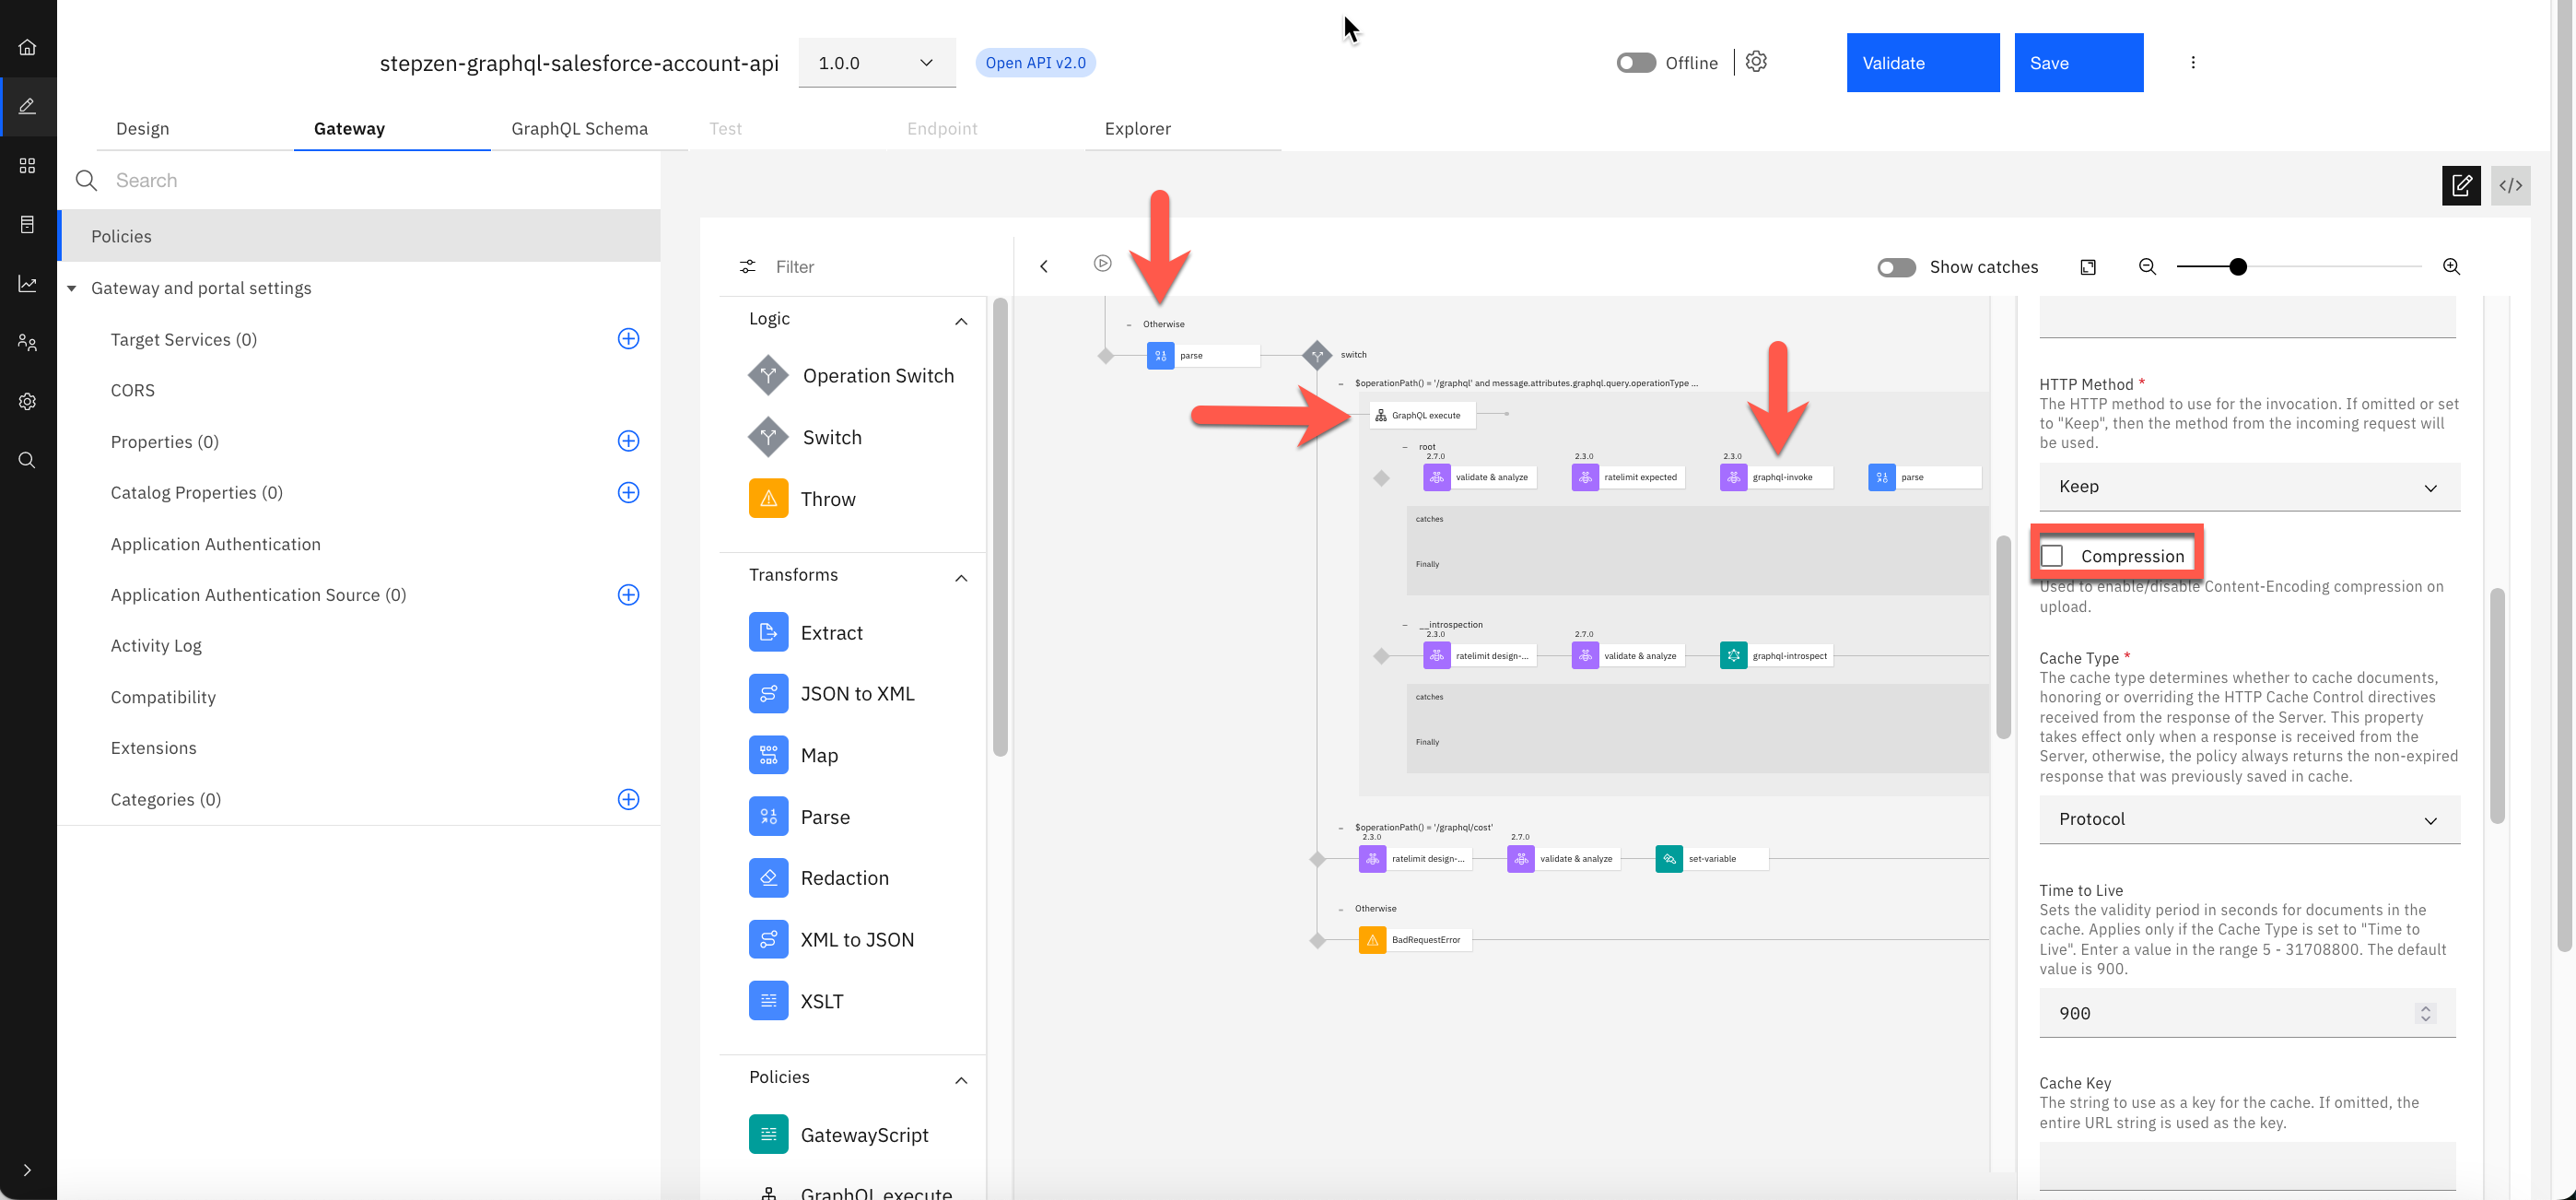 stepzen-graphql-salesforce-account-api
1.0.0
Open API v2.0
Offline
Validate
Save
Design
Gateway
GraphQL Schema
Test
Endpoint
Explorer
Search
Policies
Gateway and portal settings
Target Services (0)
CORS
Properties (0)
Catalog Properties (0)
Application Authentication
Application Authentication Source (0)
Activity Log
Compatibility
Extensions
Categories (0)
Filter
Logic
Operation Switch
Switch
Throw
Transforms
Extract
JSON to XML
Map
Parse
Redaction
XML to JSON
XSLT
Policies
GatewayScript
GraphQL execute
Show catches
Otherwise
parse
switch
$operationPath() = '/graphql' and message.attributes.graphql.query.operationType ...
GraphQL execute
root
2.7.0
validate & analyze
2.3.0
ratelimit expected
2.3.0
graphql-invoke
parse
catches
Finally
__introspection
2.3.0
ratelimit design-...
2.7.0
validate & analyze
graphql-introspect
catches
Finally
$operationPath() = '/graphql/cost'
2.3.0
ratelimit design-...
2.7.0
validate & analyze
set-variable
Otherwise
BadRequestError
HTTP Method *
The HTTP method to use for the invocation. If omitted or set
to "Keep", then the method from the incoming request will
be used.
Keep
Compression
Used to enable/disable Content-Encoding compression on
upload.
Cache Type *
The cache type determines whether to cache documents,
honoring or overriding the HTTP Cache Control directives
received from the response of the Server. This property
takes effect only when a response is received from the
Server, otherwise, the policy always returns the non-expired
response that was previously saved in cache.
Protocol
Time to Live
Sets the validity period in seconds for documents in the
cache. Applies only if the Cache Type is set to "Time to
Live". Enter a value in the range 5 - 31708800. The default
value is 900.
900
Cache Key
The string to use as a key for the cache. If omitted, the
entire URL string is used as the key.